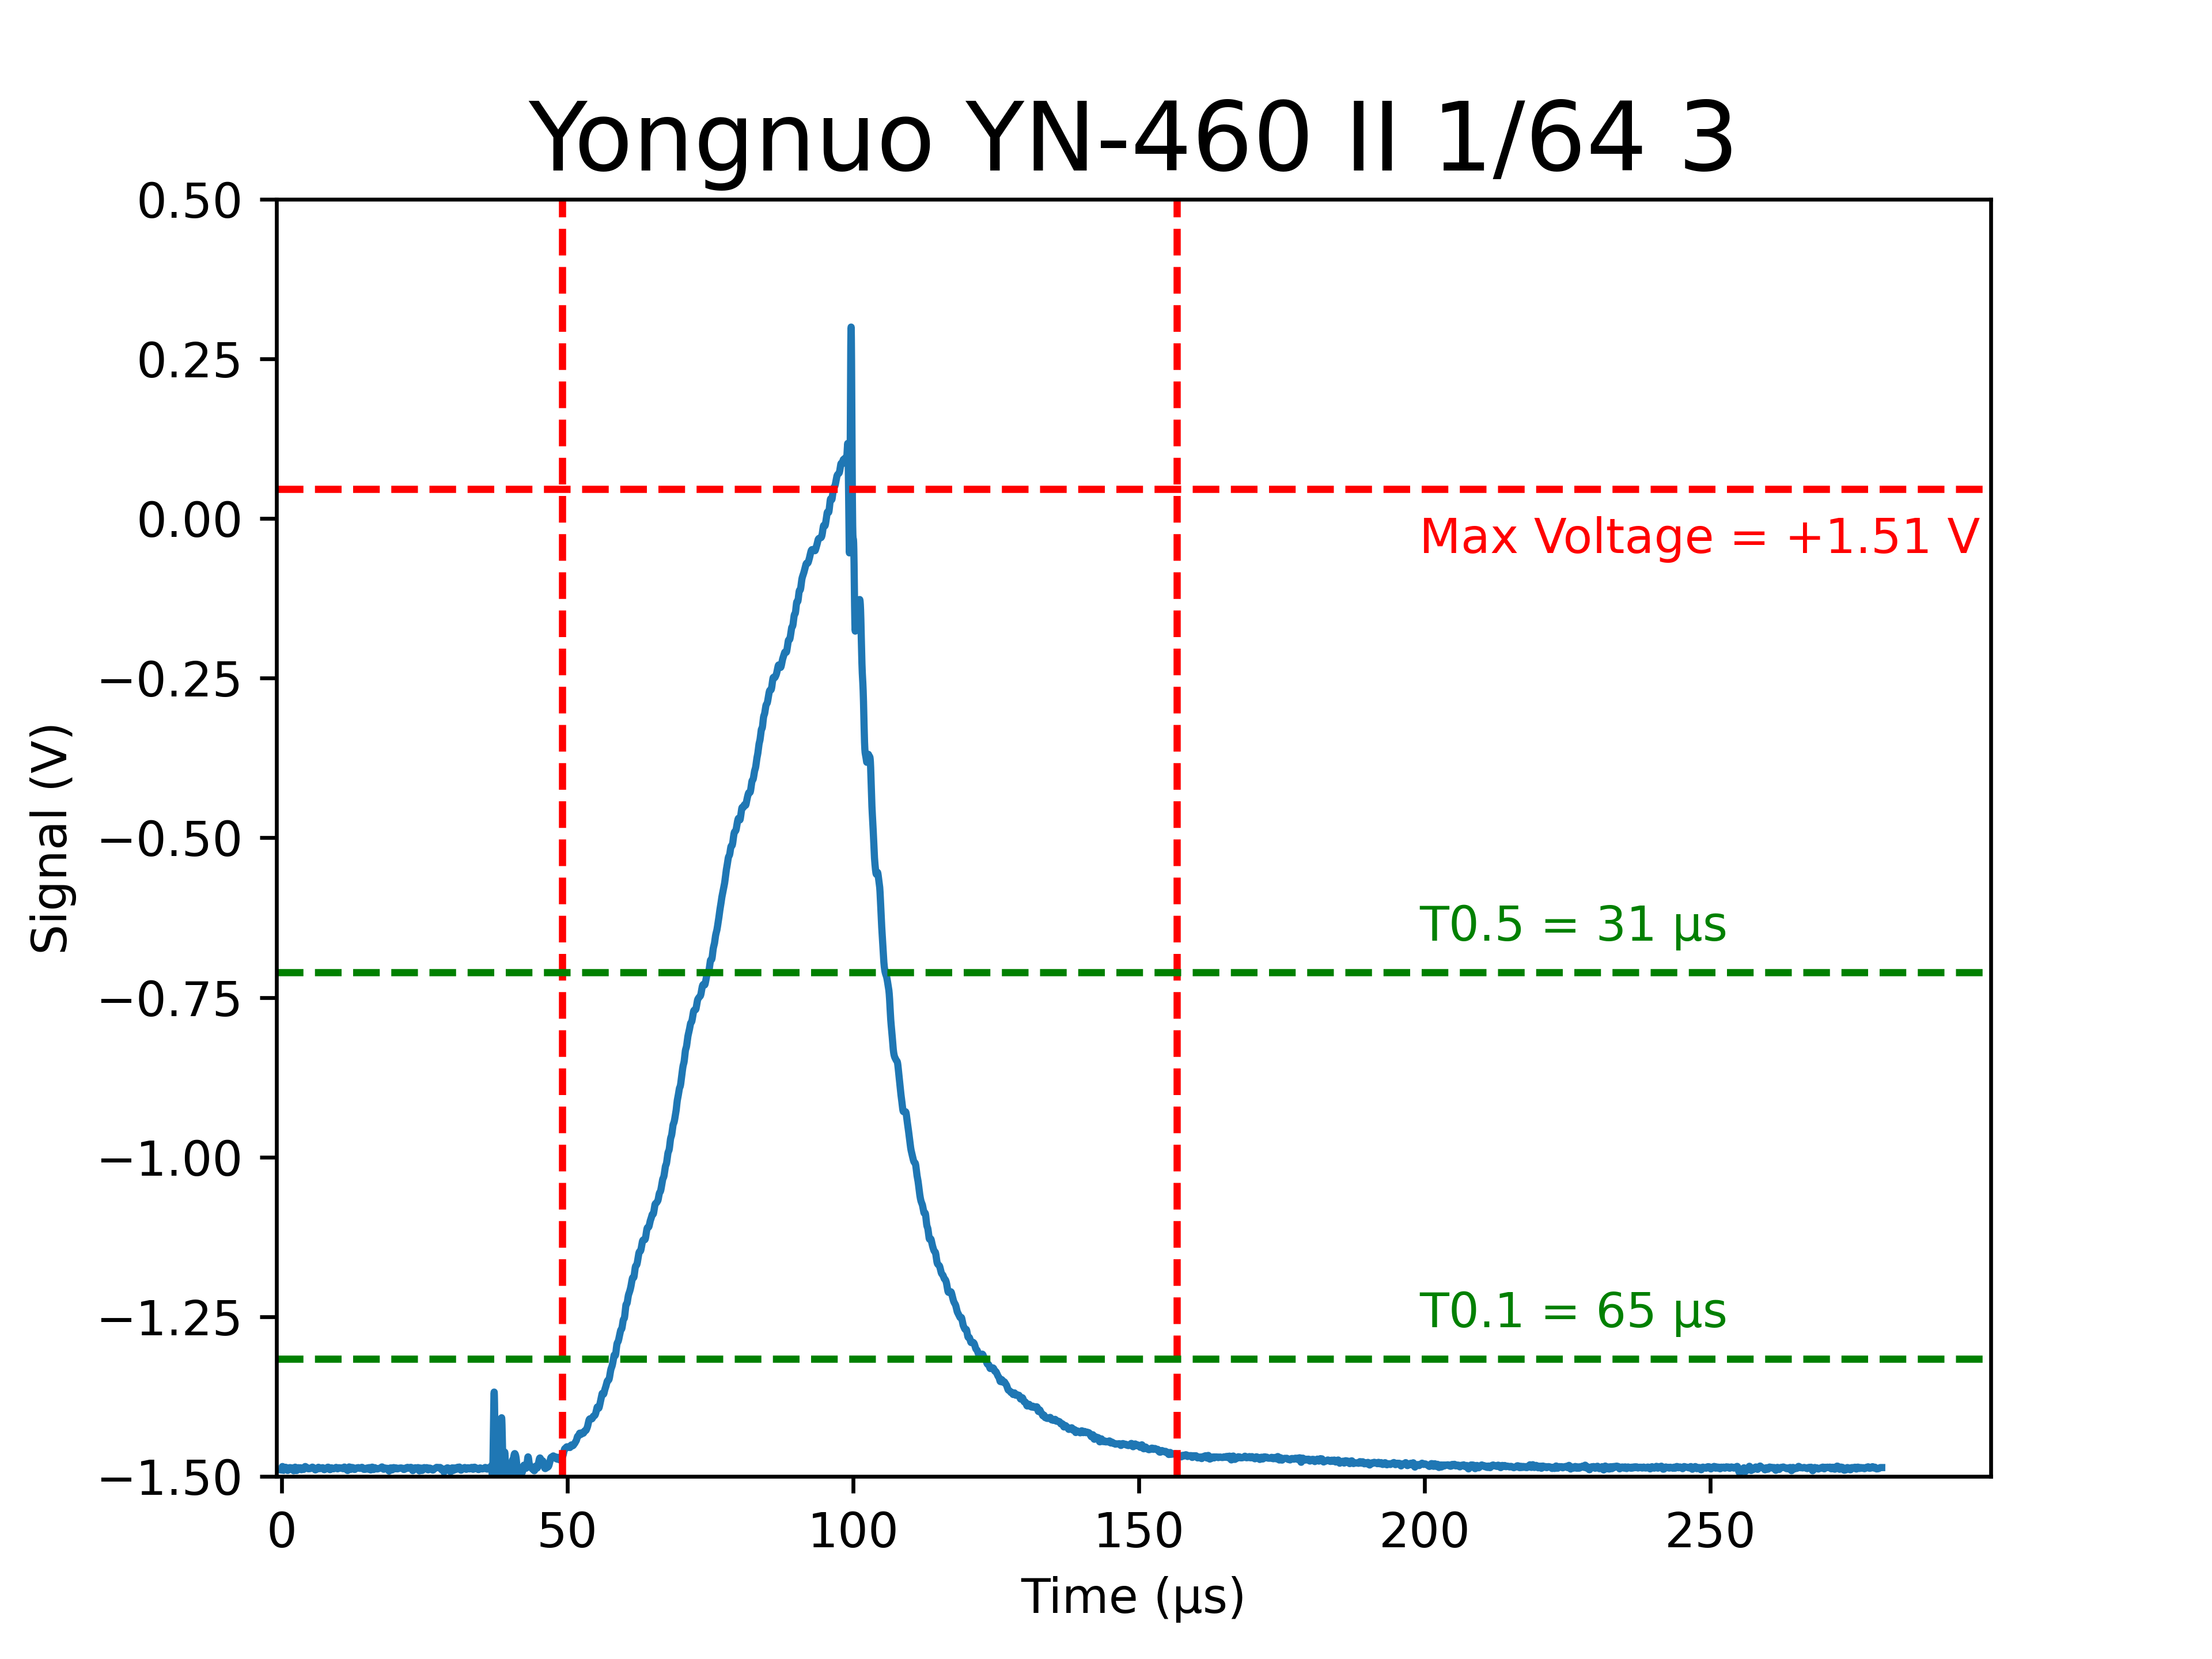 Yongnuo YN-460 II 1/64 3
0.50
0.25
0.00
−0.25
−0.50
−0.75
−1.00
−1.25
−1.50
Signal (V)
Max Voltage = +1.51 V
T0.5 = 31 µs
T0.1 = 65 µs
0 50 100 150 200 250
Time (µs)